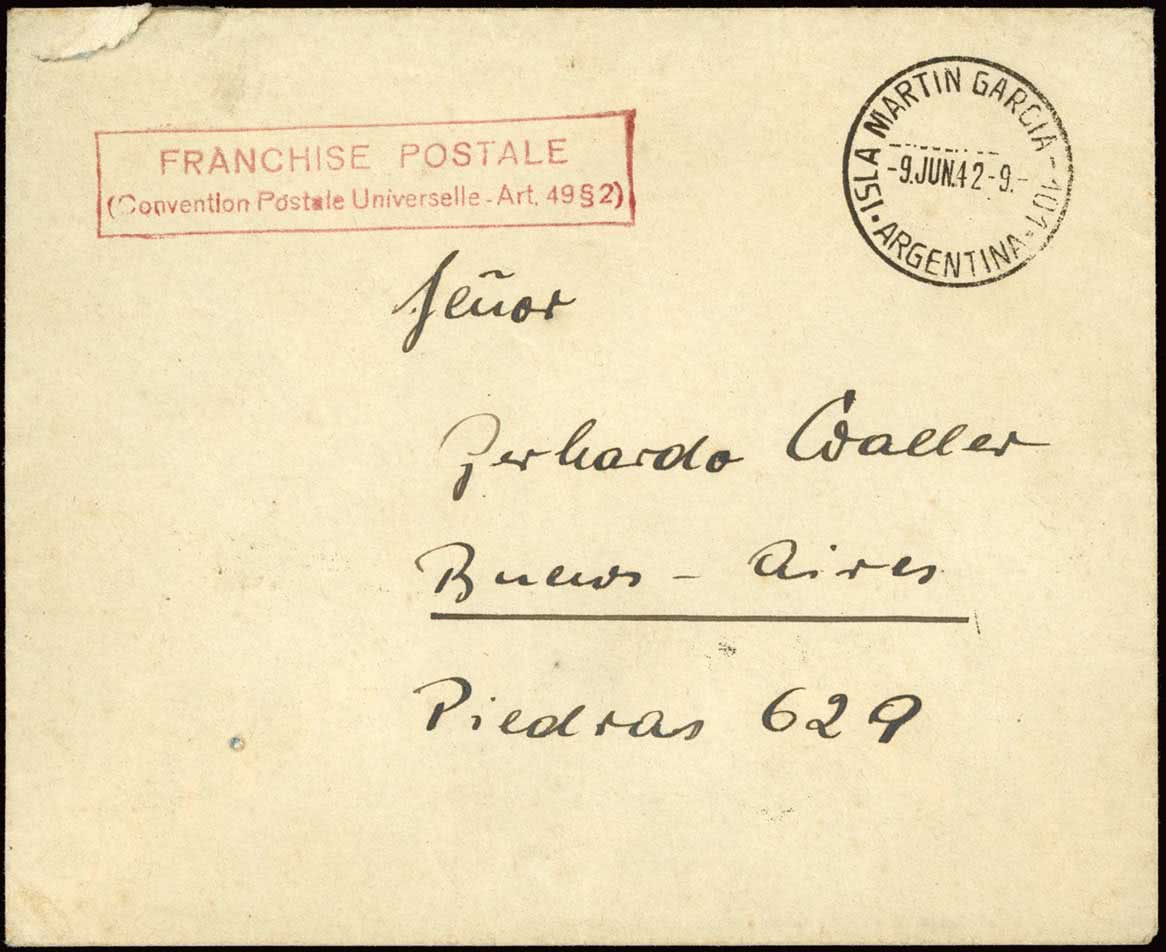 FRANCHISE POSTALE
(Convention Postale Universelle - Art. 49 § 2)
ISLA MARTIN GARCIA - 101 -
-9.JUN.42-9.-
• ARGENTINA •
Señor
Gerhardo Waller
Buenos - Aires
Piedras 629